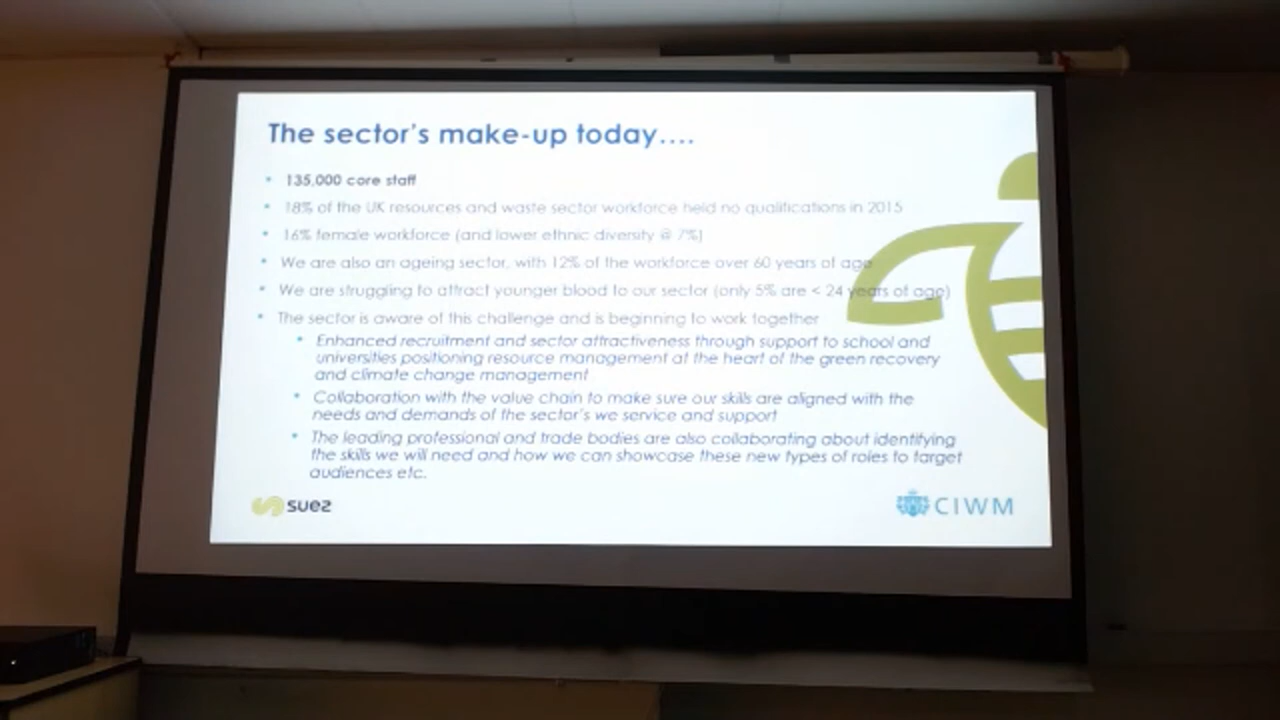 The sector's make-up today....
• 135,000 core staff
• 18% of the UK resources and waste sector workforce held no qualifications in 2015
• 16% female workforce (and lower ethnic diversity @ 7%)
• We are also an ageing sector, with 12% of the workforce over 60 years of age
• We are struggling to attract younger blood to our sector (only 5% are < 24 years of age)
• The sector is aware of this challenge and is beginning to work together
• Enhanced recruitment and sector attractiveness through support to school and
universities positioning resource management at the heart of the green recovery
and climate change management
• Collaboration with the value chain to make sure our skills are aligned with the
needs and demands of the sector's we service and support
• The leading professional and trade bodies are also collaborating about identifying
the skills we will need and how we can showcase these new types of roles to target
audiences etc.
suez
CIWM